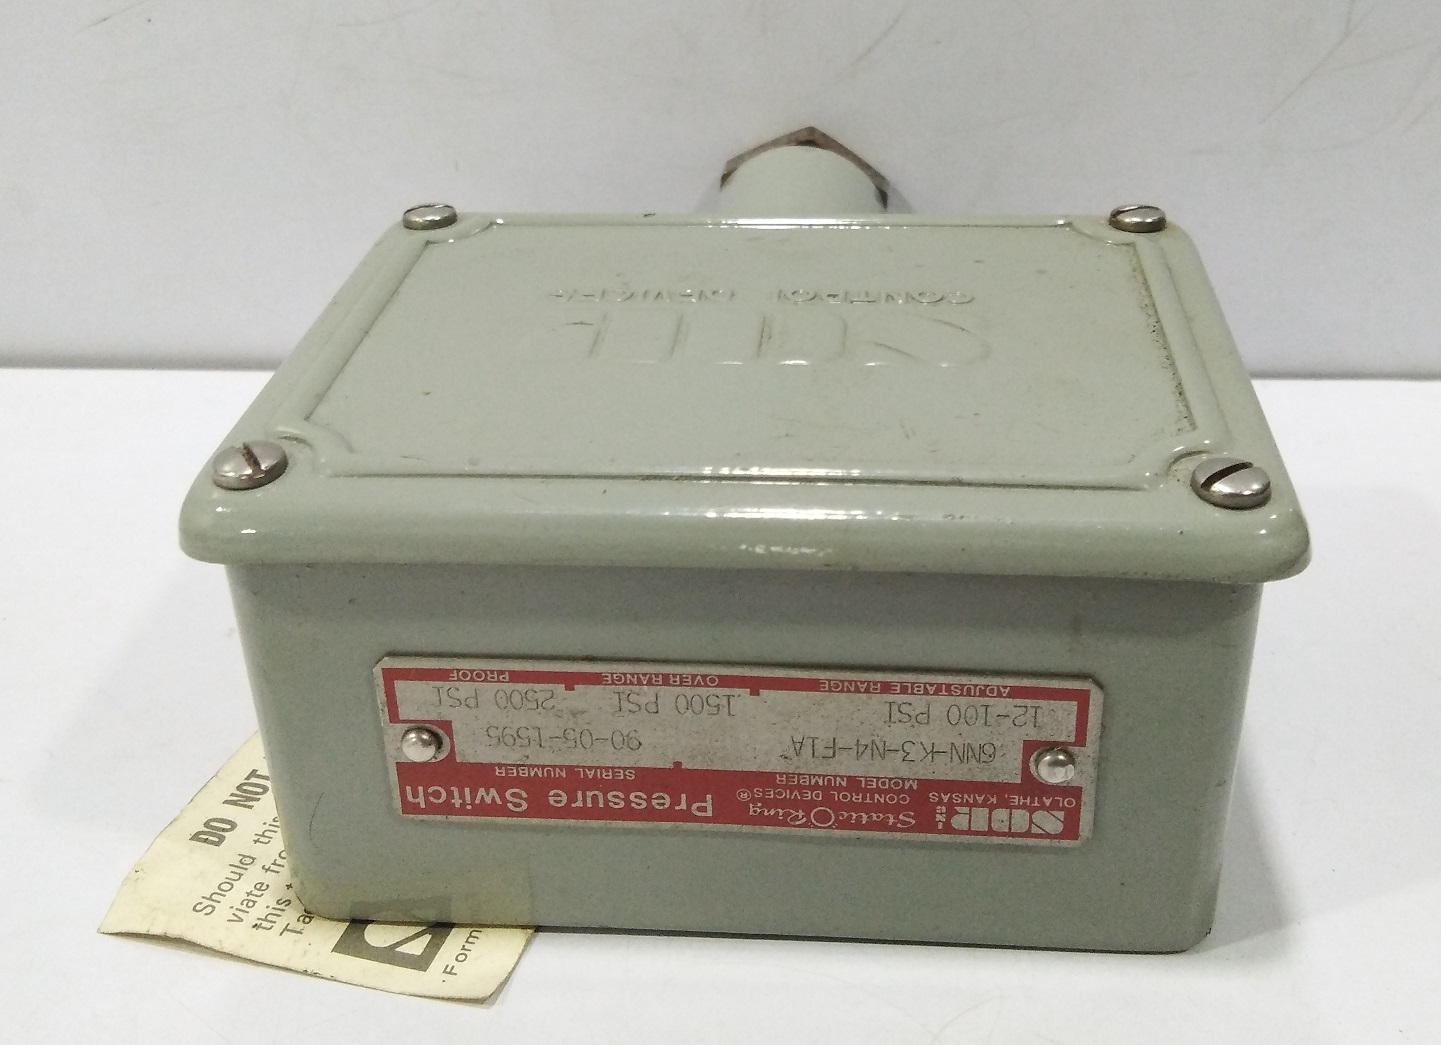 CONTROL DEVICES
SOR INC.
Static O Ring
Pressure Switch
OLATHE, KANSAS
CONTROL DEVICES®
MODEL NUMBER
SERIAL NUMBER
6NN-K3-N4-F1A
90-05-1595
12-100 PSI
1500 PSI
2500 PSI
ADJUSTABLE RANGE
OVER RANGE
PROOF
DO NOT
Should this
viate fro
this
Form